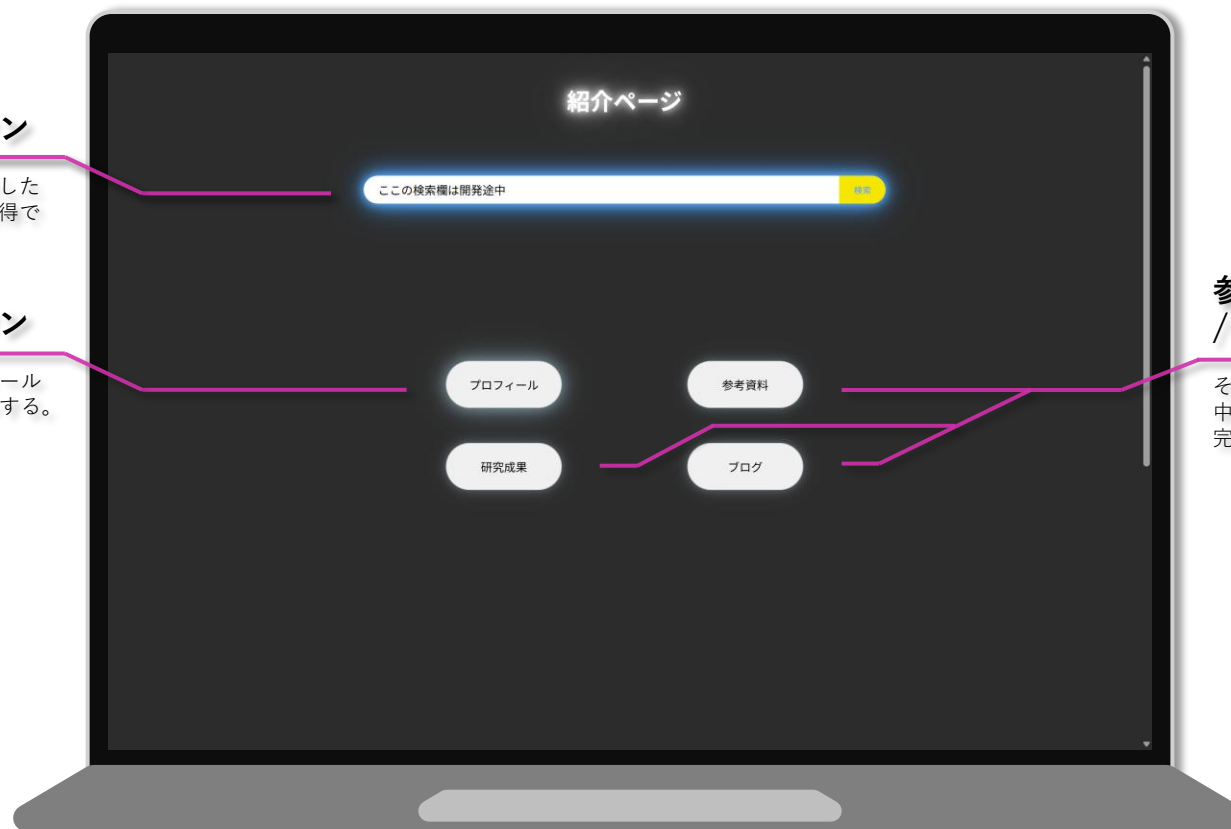 紹介ページ
ン
した
得で
ここの検索欄は開発途中
検索
ン
ール
する。
参
/
そ
中
完
プロフィール
参考資料
研究成果
ブログ